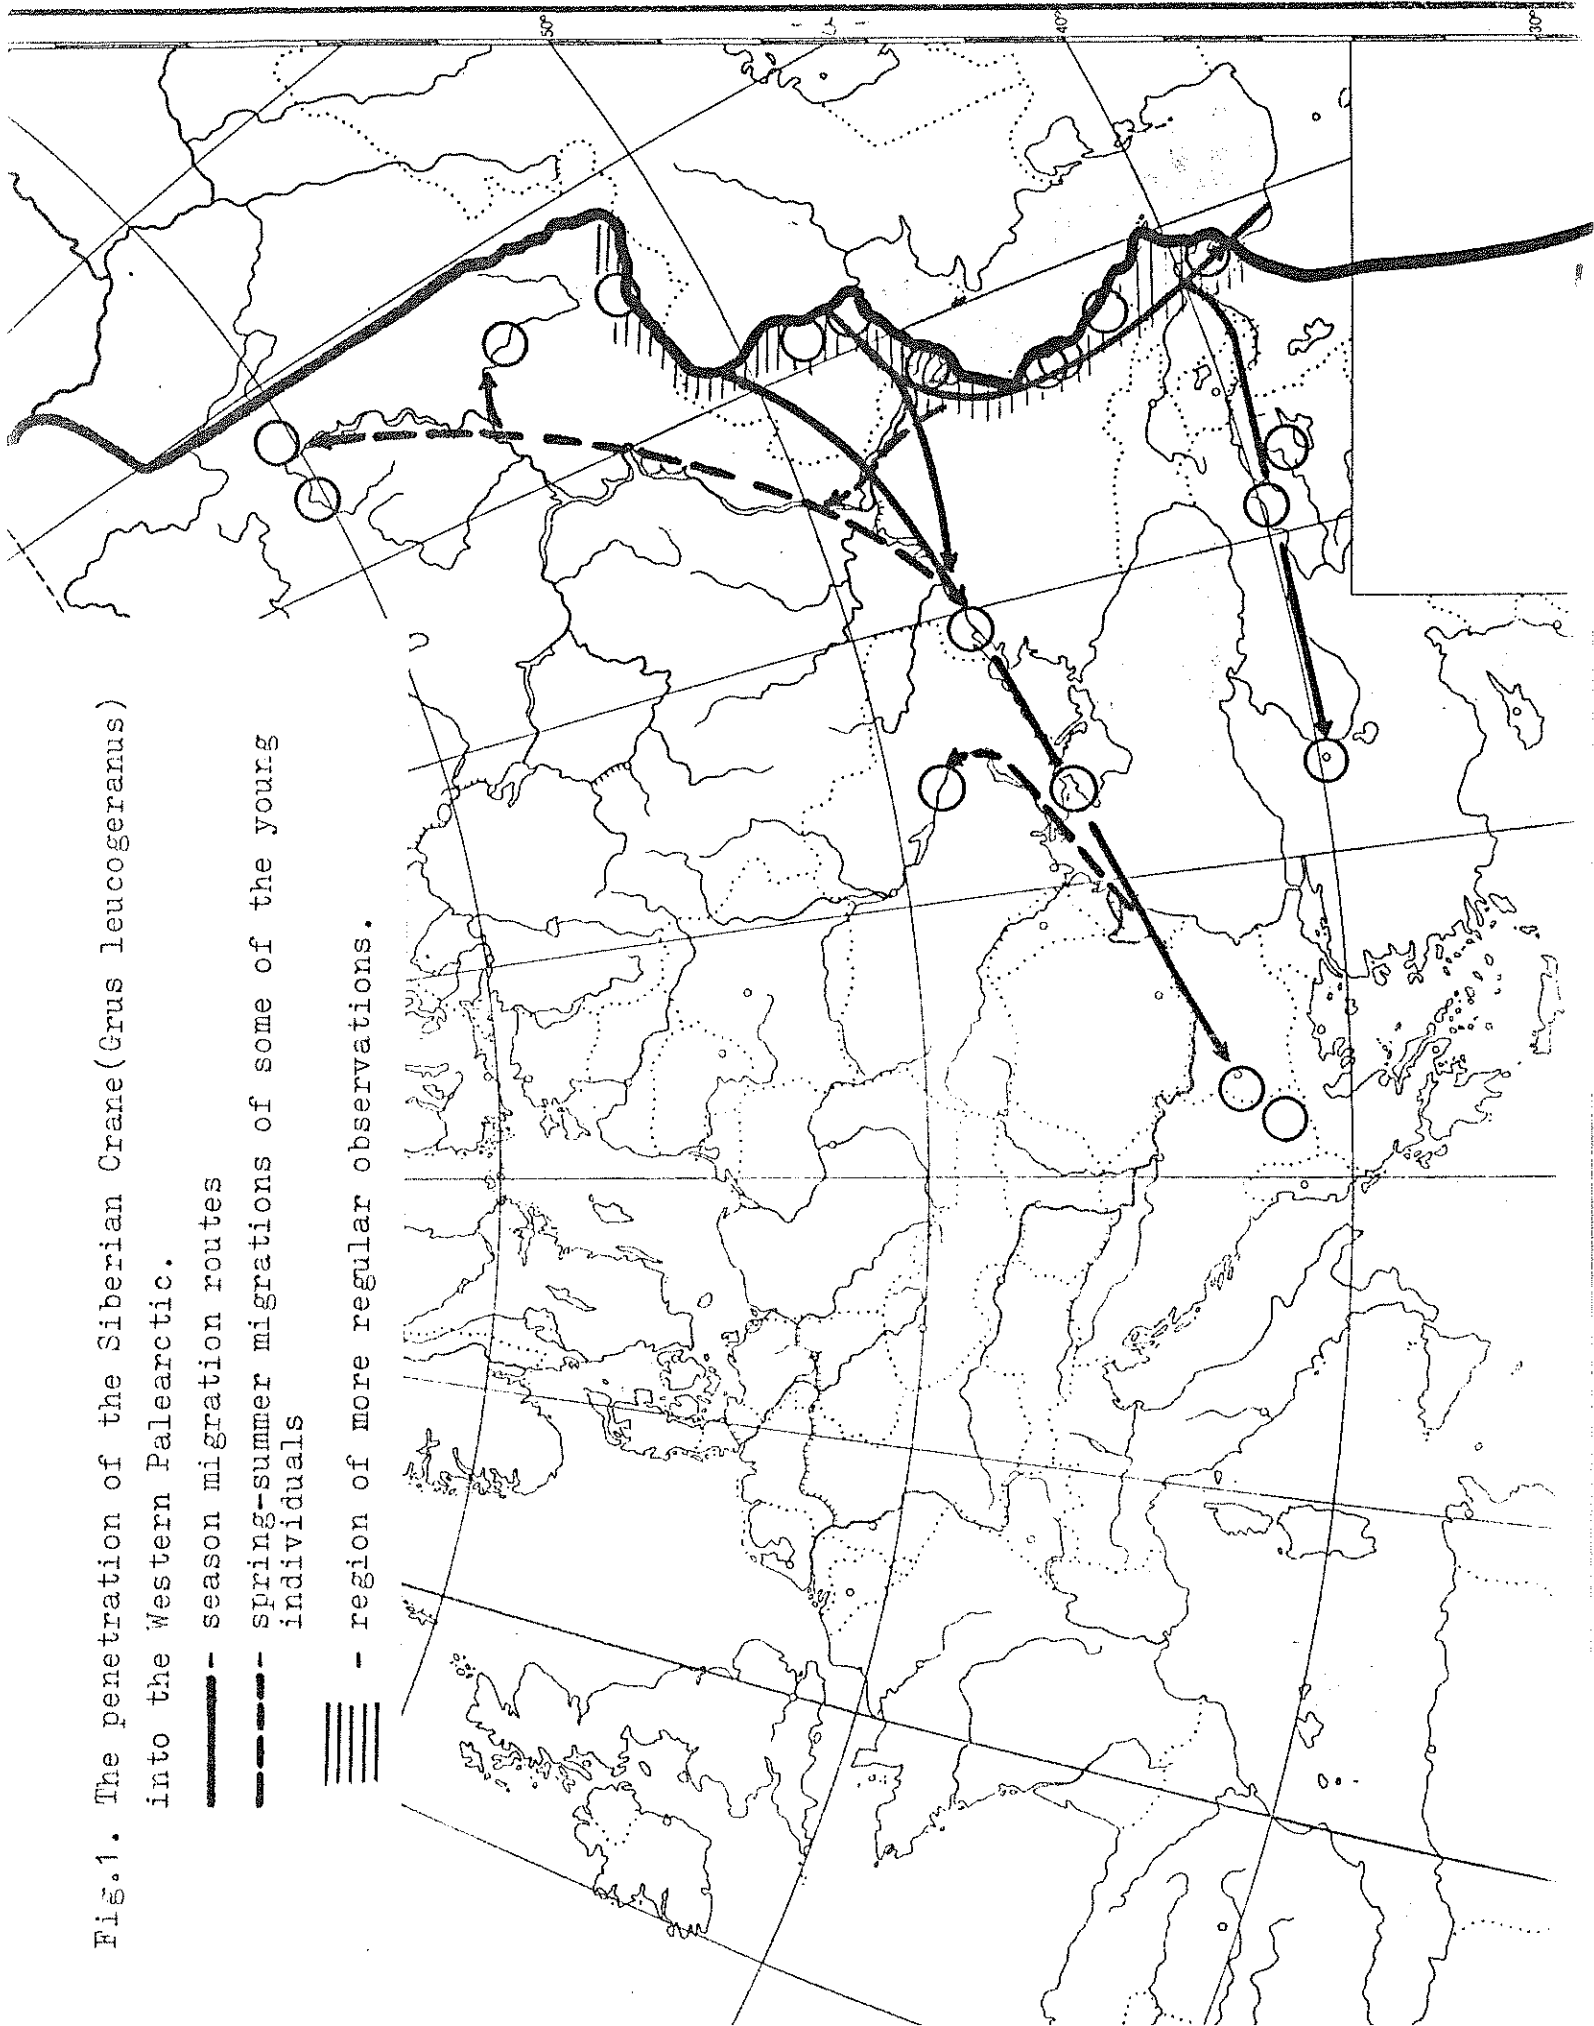 Fig.1. The penetration of the Siberian Crane(Grus leucogeranus)
into the Western Palearctic.
- season migration routes
- spring-summer migrations of some of the young
individuals
- region of more regular observations.
50°
40°
30°